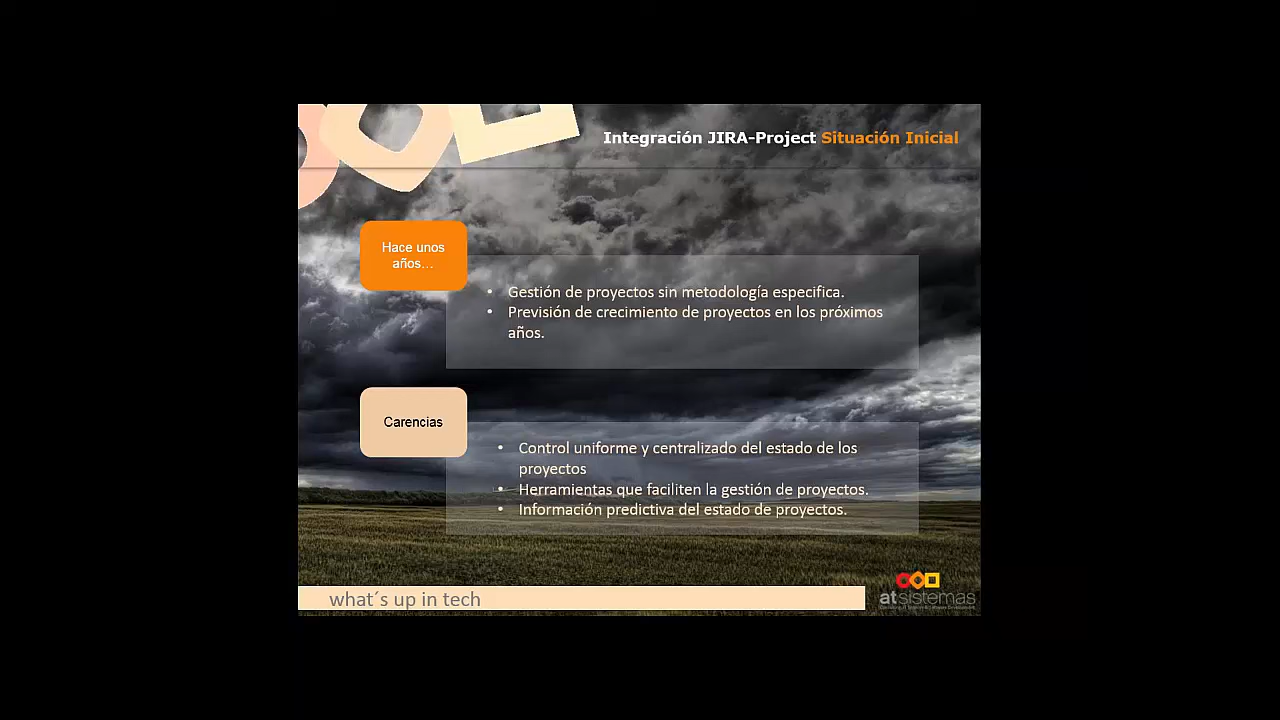 Integración JIRA-Project Situación Inicial
Hace unos
años…
• Gestión de proyectos sin metodología especifica.
• Previsión de crecimiento de proyectos en los próximos
años.
Carencias
• Control uniforme y centralizado del estado de los
proyectos
• Herramientas que faciliten la gestión de proyectos.
• Información predictiva del estado de proyectos.
what´s up in tech
atsistemas